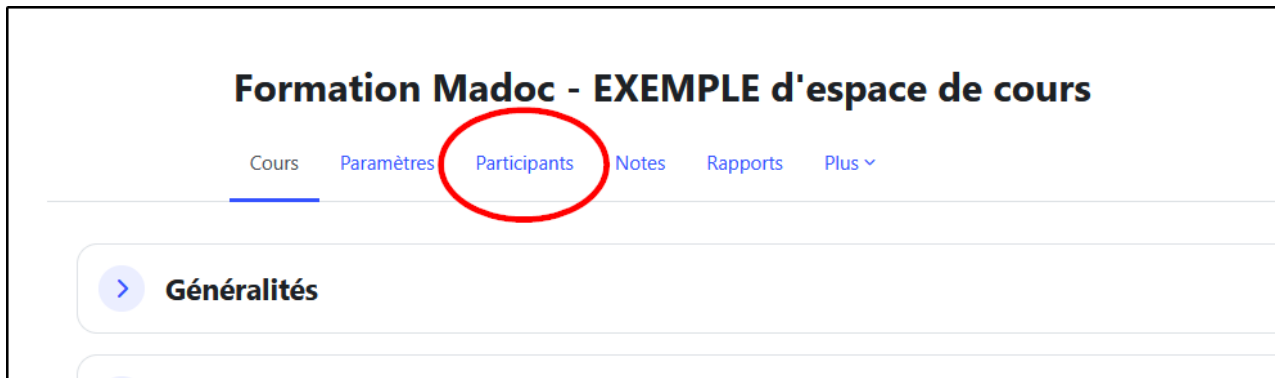 Formation Madoc - EXEMPLE d'espace de cours
Cours Paramètres Participants Notes Rapports Plus
Généralités